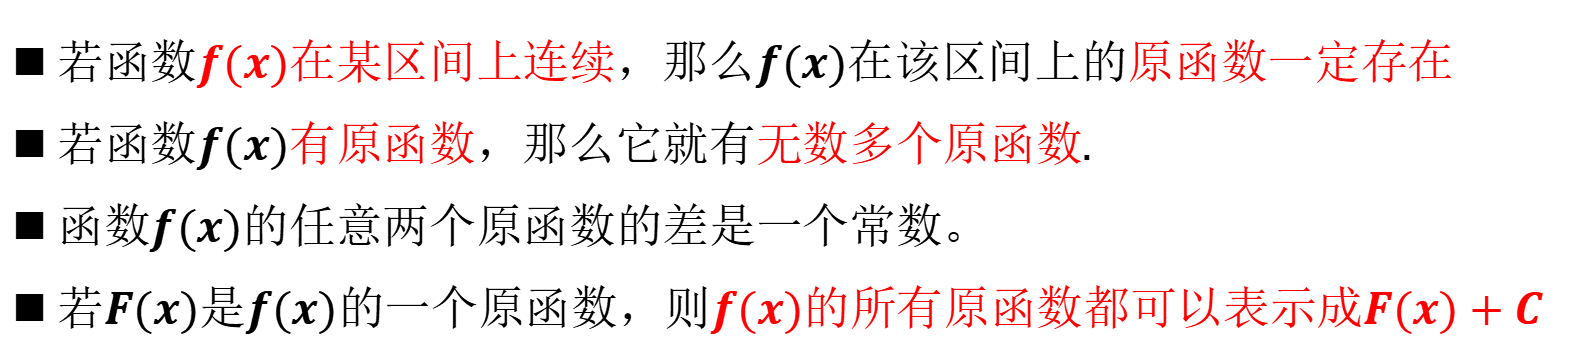 ■ 若函数f(x)在某区间上连续，那么f(x)在该区间上的原函数一定存在
■ 若函数f(x)有原函数，那么它就有无数多个原函数.
■ 函数f(x)的任意两个原函数的差是一个常数。
■ 若F(x)是f(x)的一个原函数，则f(x)的所有原函数都可以表示成F(x) + C